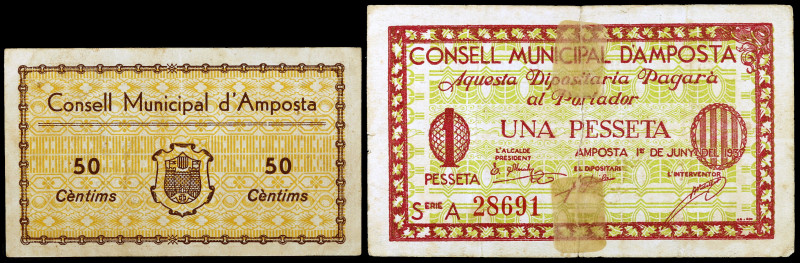 Consell Municipal d'Amposta
50
50
Cèntims
Cèntims
CONSELL MUNICIPAL D'AMPOSTA
Aquesta Dipositaria Pagarà
al Portador
UNA PESSETA
1
PESSETA
L'ALCALDE
PRESIDENT
AMPOSTA 1ER DE JUNY DEL
EL DIPOSITARI
L'INTERVENTOR
SERIE A 28691